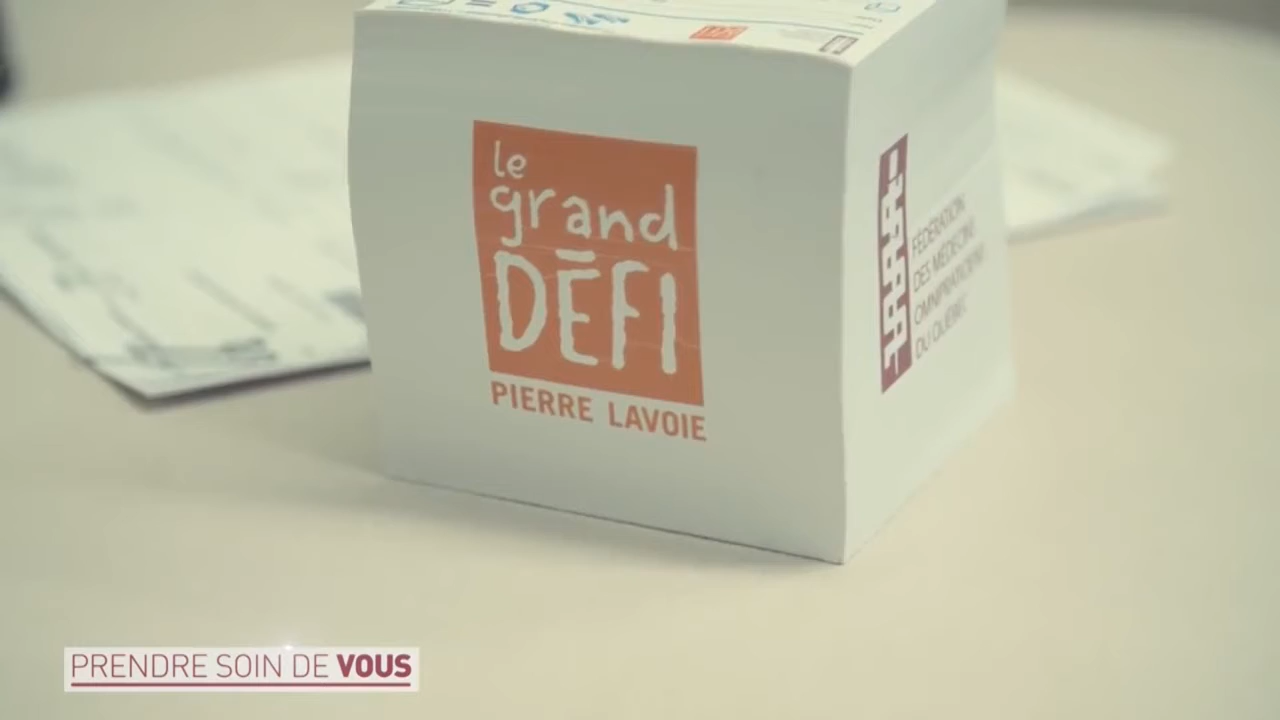 le
grand
DÉFI
PIERRE LAVOIE
FÉDÉRATION
DES MÉDECINS
OMNIPRATICIENS
DU QUÉBEC
PRENDRE SOIN DE VOUS